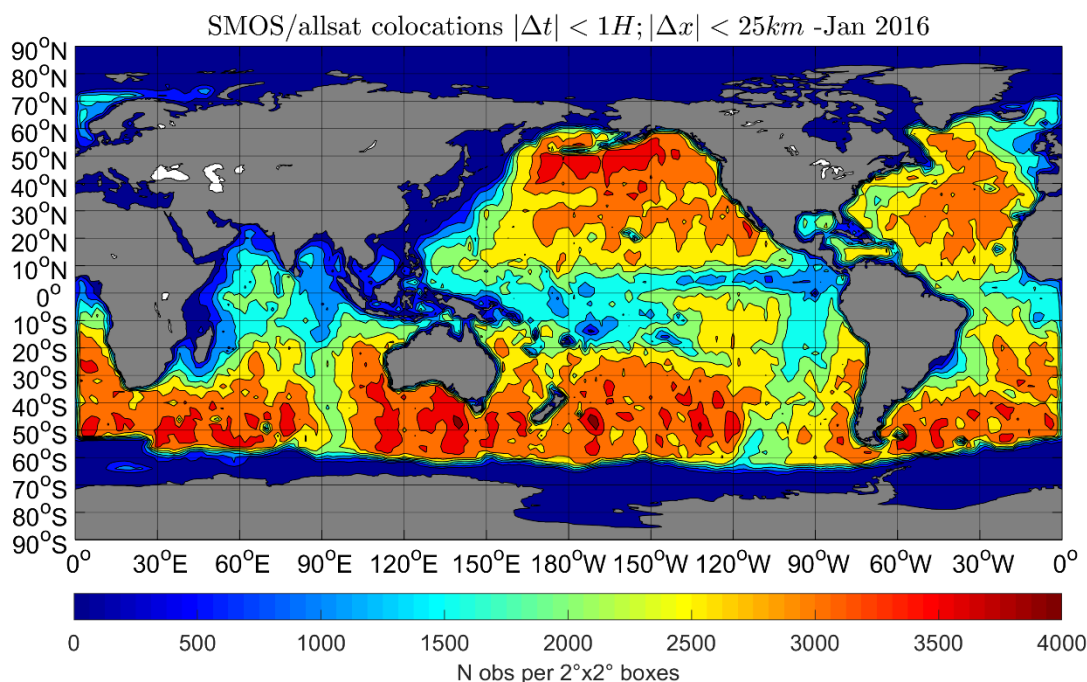 SMOS/allsat colocations |Δt| < 1H; |Δx| < 25km -Jan 2016
90°N
80°N
70°N
60°N
50°N
40°N
30°N
20°N
10°N
0°
10°S
20°S
30°S
40°S
50°S
60°S
70°S
80°S
90°S
0° 30°E 60°E 90°E 120°E 150°E 180°W 150°W 120°W 90°W 60°W 30°W 0°
0 500 1000 1500 2000 2500 3000 3500 4000
N obs per 2°x2° boxes